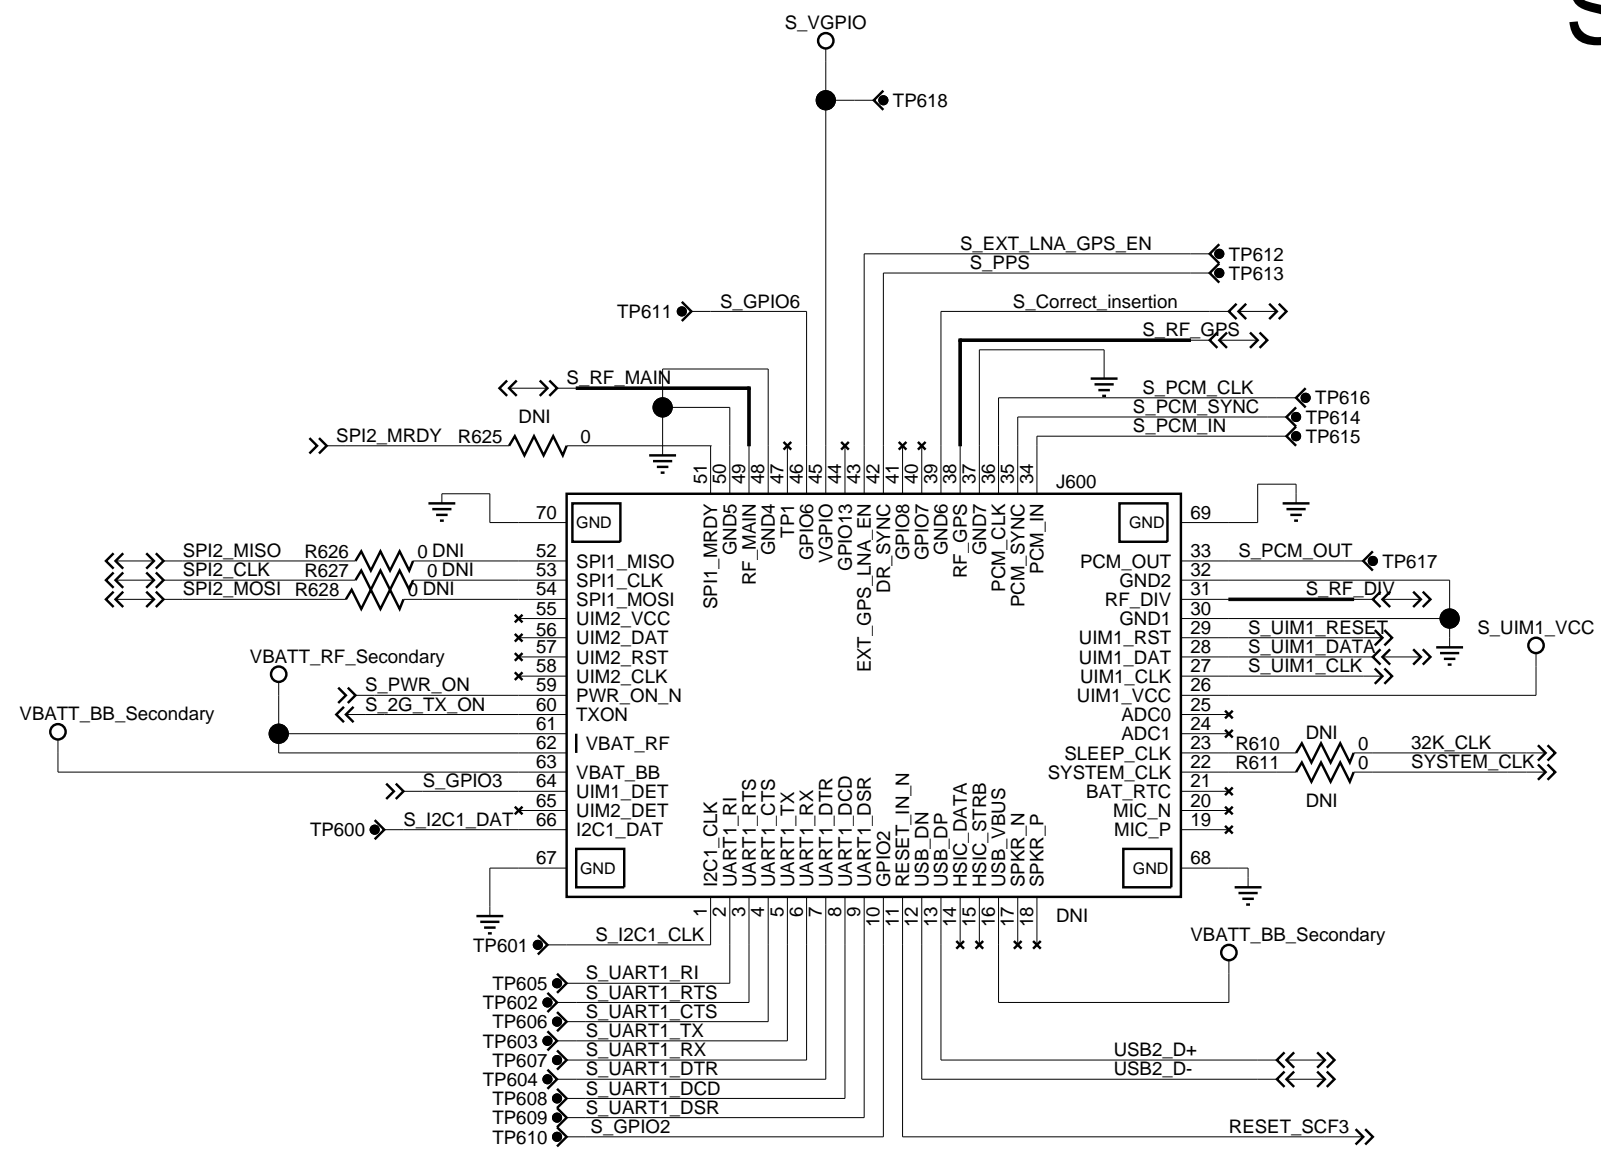 S
S_VGPIO
TP618
S_EXT_LNA_GPS_EN
TP612
S_PPS
TP613
TP611
S_GPIO6
S_Correct_insertion
S_RF_GPS
S_RF_MAIN
S_PCM_CLK
TP616
S_PCM_SYNC
TP614
S_PCM_IN
TP615
DNI
SPI2_MRDY R625 0
51 50 49 48 47 46 45 44 43 42 41 40 39 38 37 36 35 34
J600
SPI1_MRDY
GND5
RF_MAIN
GND4
TP1
GPIO6
VGPIO
GPIO13
EXT_GPS_LNA_EN
DR_SYNC
GPIO8
GPIO7
GND6
RF_GPS
GND7
PCM_CLK
PCM_SYNC
PCM_IN
70 GND
GND 69
SPI2_MISO R626 0 DNI 52 SPI1_MISO
SPI2_CLK R627 0 DNI 53 SPI1_CLK
SPI2_MOSI R628 0 DNI 54 SPI1_MOSI
55 UIM2_VCC
56 UIM2_DAT
57 UIM2_RST
58 UIM2_CLK
VBATT_RF_Secondary
S_PWR_ON 59 PWR_ON_N
S_2G_TX_ON 60 TXON
VBATT_BB_Secondary
61
62 VBAT_RF
63 VBAT_BB
S_GPIO3 64 UIM1_DET
65 UIM2_DET
TP600 S_I2C1_DAT 66 I2C1_DAT
67 GND
PCM_OUT 33 S_PCM_OUT TP617
GND2 32
RF_DIV 31 S_RF_DIV
GND1 30
UIM1_RST 29 S_UIM1_RESET
UIM1_DAT 28 S_UIM1_DATA
UIM1_CLK 27 S_UIM1_CLK
UIM1_VCC 26
S_UIM1_VCC
ADC0 25
ADC1 24
DNI
SLEEP_CLK 23 R610 0 32K_CLK
SYSTEM_CLK 22 R611 0 SYSTEM_CLK
DNI
BAT_RTC 21
MIC_N 20
MIC_P 19
GND 68
I2C1_CLK
UART1_RI
UART1_RTS
UART1_CTS
UART1_TX
UART1_RX
UART1_DTR
UART1_DCD
UART1_DSR
GPIO2
RESET_IN_N
USB_DN
USB_DP
HSIC_DATA
HSIC_STRB
USB_VBUS
SPKR_N
SPKR_P
1 2 3 4 5 6 7 8 9 10 11 12 13 14 15 16 17 18
DNI
VBATT_BB_Secondary
TP601 S_I2C1_CLK
TP605 S_UART1_RI
TP602 S_UART1_RTS
TP606 S_UART1_CTS
TP603 S_UART1_TX
TP607 S_UART1_RX
TP604 S_UART1_DTR
TP608 S_UART1_DCD
TP609 S_UART1_DSR
TP610 S_GPIO2
USB2_D+
USB2_D-
RESET_SCF3